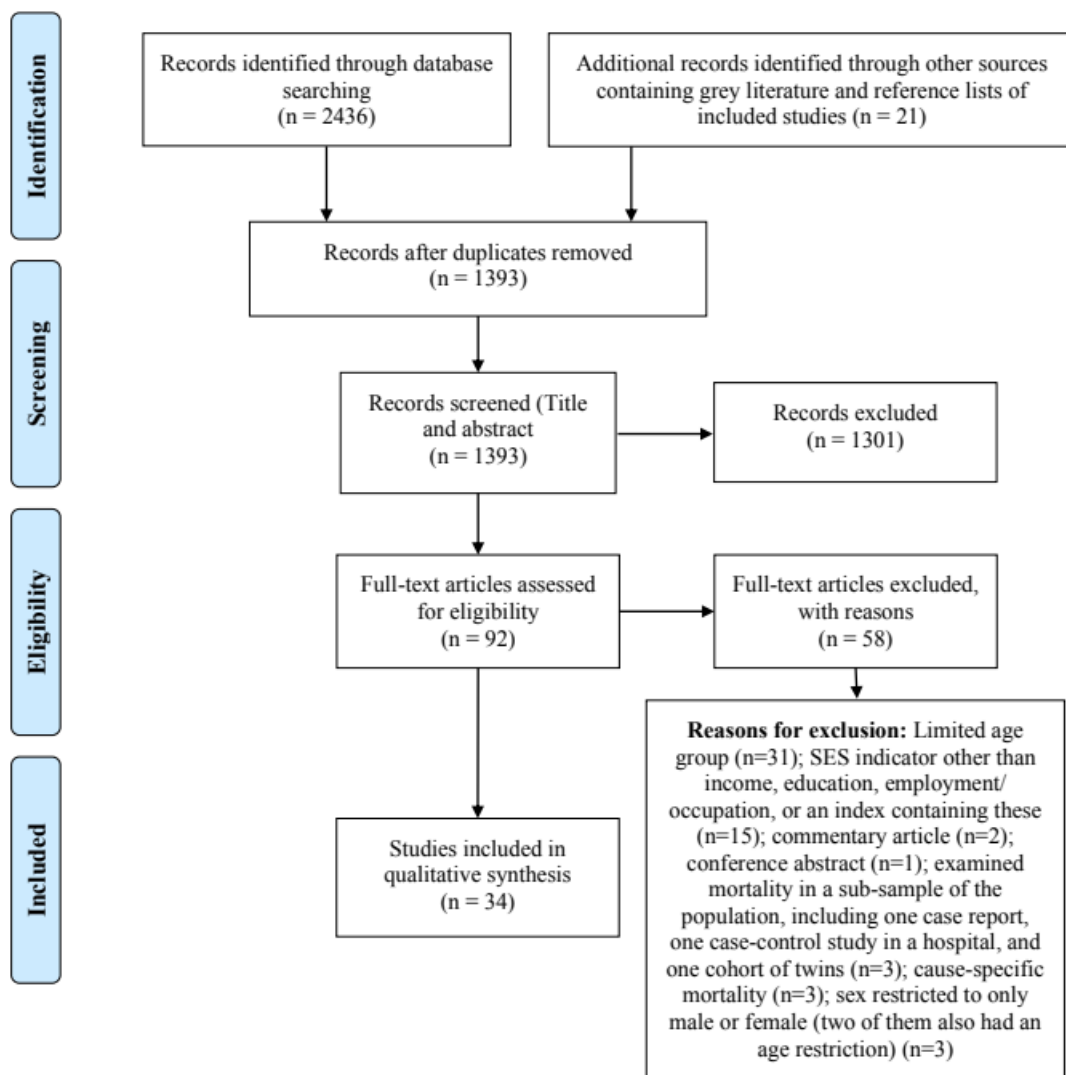 Identification
Records identified through database
searching
(n = 2436)
Additional records identified through other sources
containing grey literature and reference lists of
included studies (n = 21)
Records after duplicates removed
(n = 1393)
Screening
Records screened (Title
and abstract
(n = 1393)
Records excluded
(n = 1301)
Eligibility
Full-text articles assessed
for eligibility
(n = 92)
Full-text articles excluded,
with reasons
(n = 58)
Reasons for exclusion: Limited age
group (n=31); SES indicator other than
income, education, employment/
occupation, or an index containing these
(n=15); commentary article (n=2);
conference abstract (n=1); examined
mortality in a sub-sample of the
population, including one case report,
one case-control study in a hospital, and
one cohort of twins (n=3); cause-specific
mortality (n=3); sex restricted to only
male or female (two of them also had an
age restriction) (n=3)
Included
Studies included in
qualitative synthesis
(n = 34)